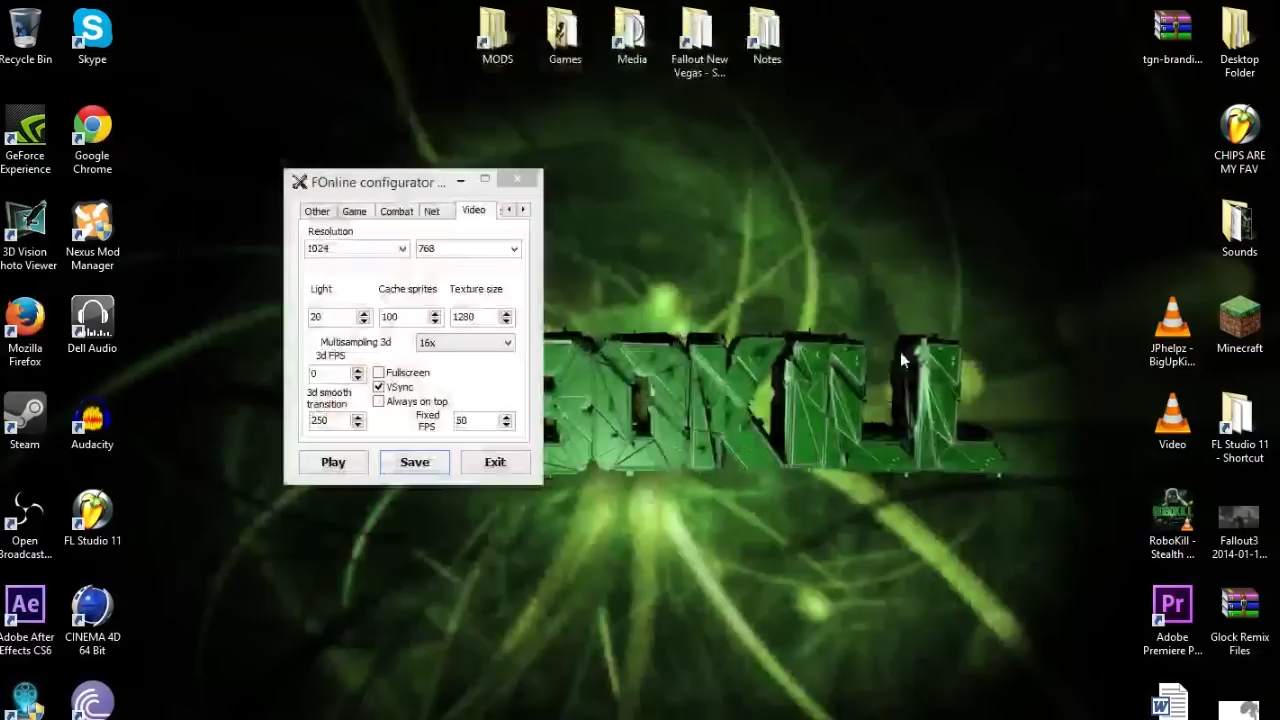 Recycle Bin
Skype
MODS
Games
Media
Fallout New
Vegas - S...
Notes
tgn-brandi...
Desktop
Folder
GeForce
Experience
Google
Chrome
CHIPS ARE
MY FAV
FOnline configurator ...
Other
Game
Combat
Net
Video
Resolution
1024
768
Light
Cache sprites
Texture size
20
100
1280
Multisampling 3d
16x
3d FPS
0
Fullscreen
VSync
Always on top
3d smooth
transition
250
Fixed
FPS
50
Play
Save
Exit
3D Vision
hoto Viewer
Nexus Mod
Manager
Sounds
Mozilla
Firefox
Dell Audio
JPhelpz -
BigUpKi...
Minecraft
Steam
Audacity
Video
FL Studio 11
- Shortcut
Open
Broadcast...
FL Studio 11
RoboKill -
Stealth ...
Fallout3
2014-01-1...
Ae
Adobe After
Effects CS6
CINEMA 4D
64 Bit
Pr
Adobe
Premiere P...
Glock Remix
Files